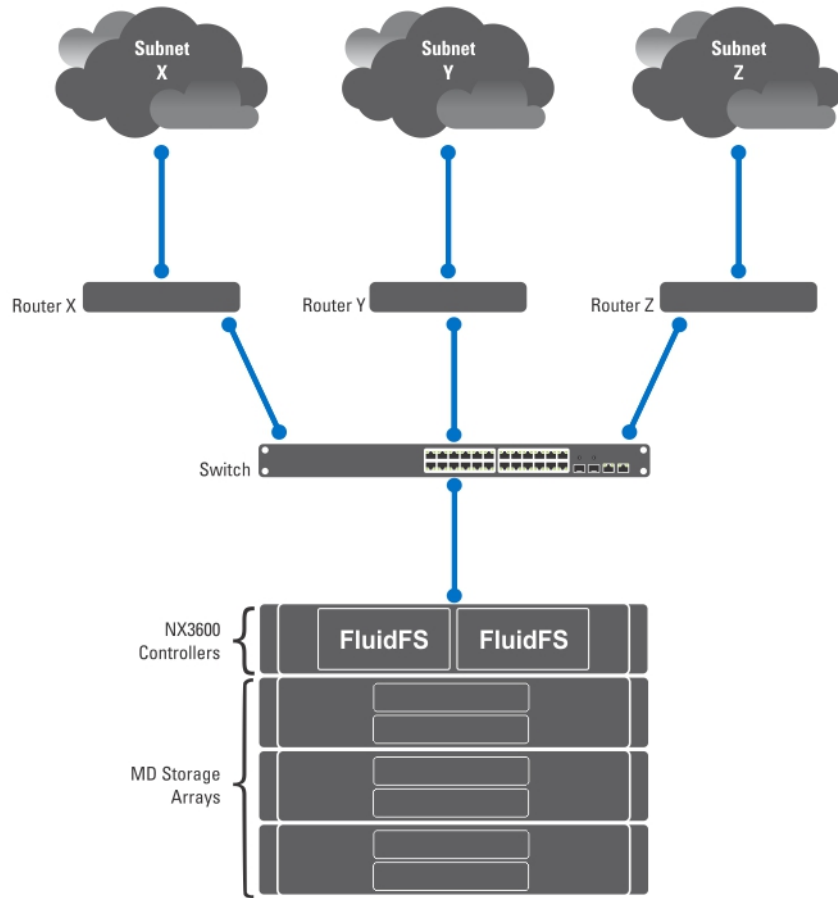 Subnet
X
Subnet
Y
Subnet
Z
Router X
Router Y
Router Z
Switch
NX3600
Controllers
FluidFS
FluidFS
MD Storage
Arrays